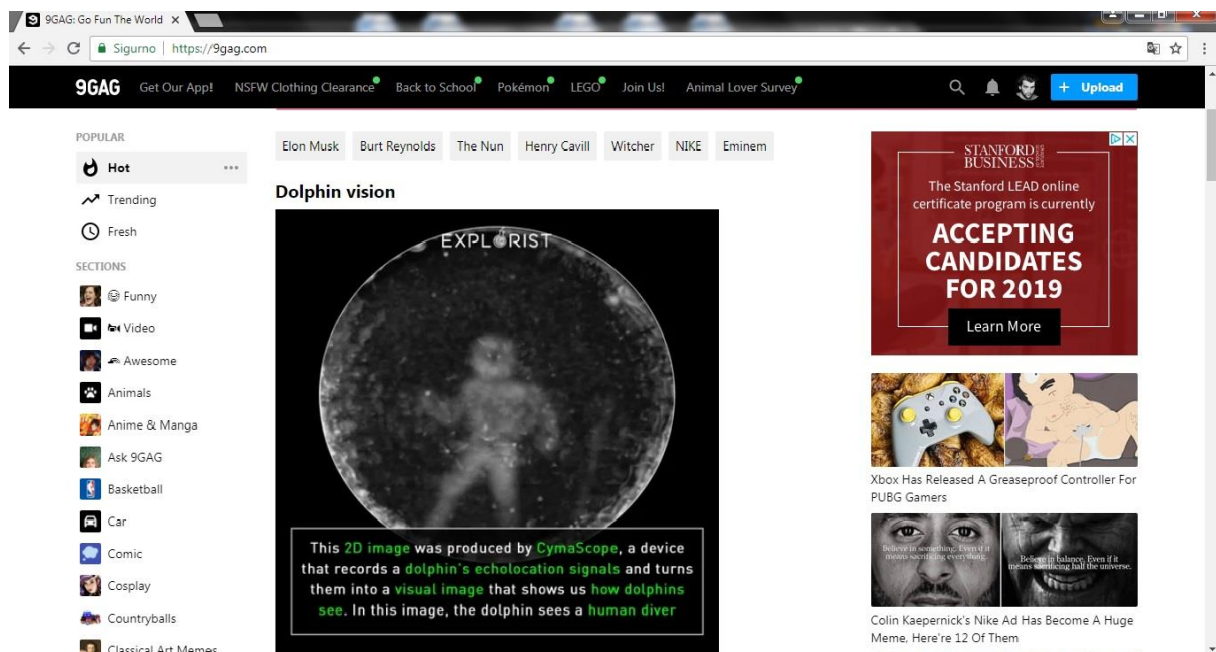 9GAG: Go Fun The World
Sigurno | https://9gag.com
9GAG Get Our App! NSFW Clothing Clearance Back to School Pokémon LEGO Join Us! Animal Lover Survey + Upload
POPULAR
Hot
Trending
Fresh
SECTIONS
Funny
Video
Awesome
Animals
Anime & Manga
Ask 9GAG
Basketball
Car
Comic
Cosplay
Countryballs
Classical Art Memes
Elon Musk Burt Reynolds The Nun Henry Cavill Witcher NIKE Eminem
Dolphin vision
EXPLORIST
This 2D image was produced by CymaScope, a device
that records a dolphin's echolocation signals and turns
them into a visual image that shows us how dolphins
see. In this image, the dolphin sees a human diver
STANFORD
BUSINESS
The Stanford LEAD online
certificate program is currently
ACCEPTING
CANDIDATES
FOR 2019
Learn More
Xbox Has Released A Greaseproof Controller For
PUBG Gamers
Believe in something. Even if it
means sacrificing everything.
Believe in balance. Even if it
means sacrificing half the universe.
Colin Kaepernick's Nike Ad Has Become A Huge
Meme, Here're 12 Of Them